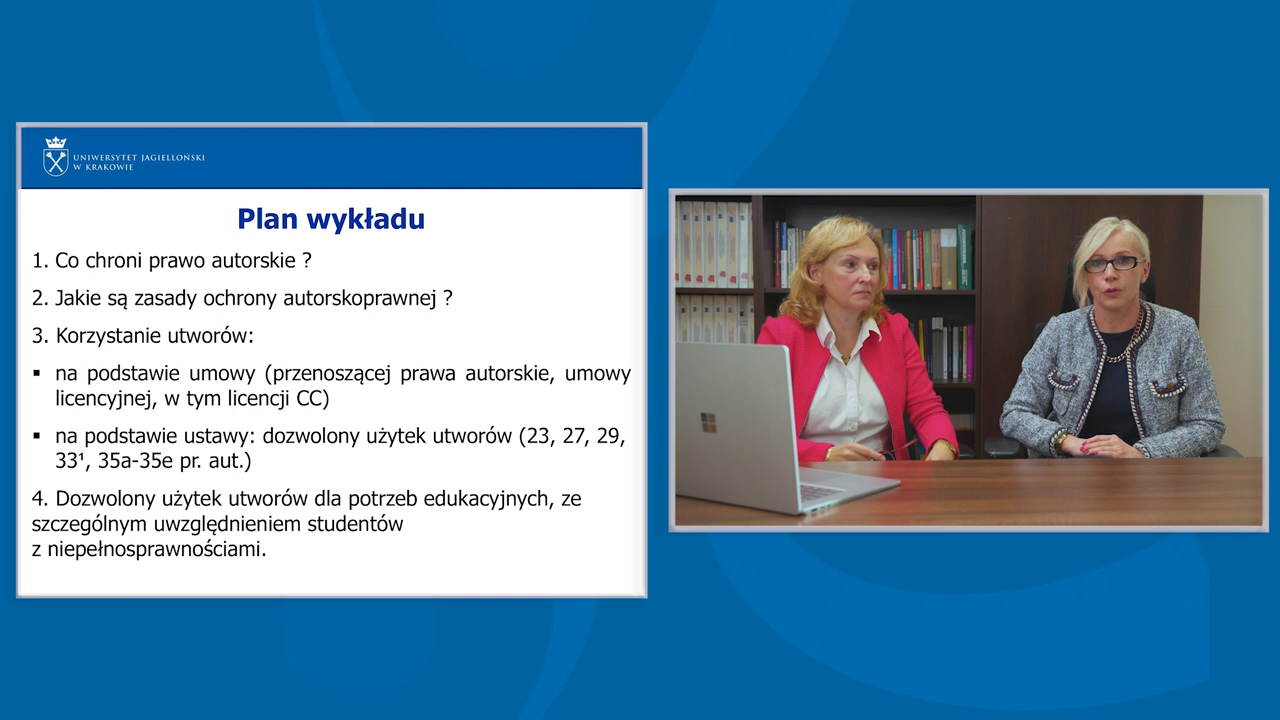 UNIWERSYTET JAGIELLOŃSKI
W KRAKOWIE
Plan wykładu
1. Co chroni prawo autorskie ?
2. Jakie są zasady ochrony autorskoprawnej ?
3. Korzystanie utworów:
▪ na podstawie umowy (przenoszącej prawa autorskie, umowy
licencyjnej, w tym licencji CC)
▪ na podstawie ustawy: dozwolony użytek utworów (23, 27, 29,
33¹, 35a-35e pr. aut.)
4. Dozwolony użytek utworów dla potrzeb edukacyjnych, ze
szczególnym uwzględnieniem studentów
z niepełnosprawnościami.